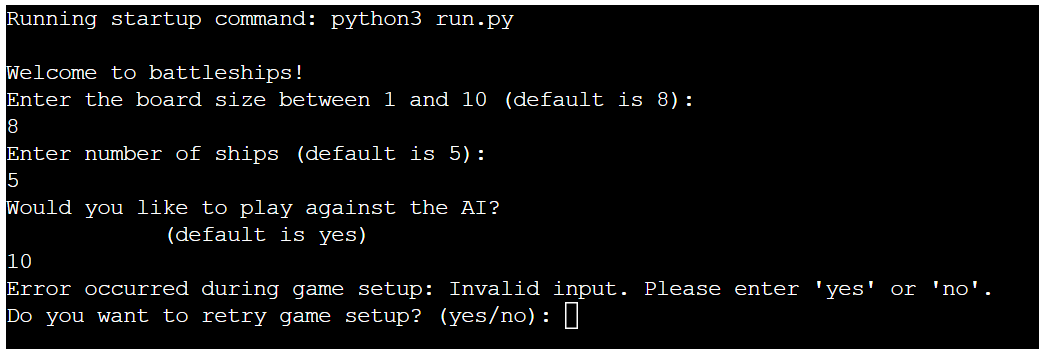 Running startup command: python3 run.py
Welcome to battleships!
Enter the board size between 1 and 10 (default is 8):
8
Enter number of ships (default is 5):
5
Would you like to play against the AI?
(default is yes)
10
Error occurred during game setup: Invalid input. Please enter 'yes' or 'no'.
Do you want to retry game setup? (yes/no):